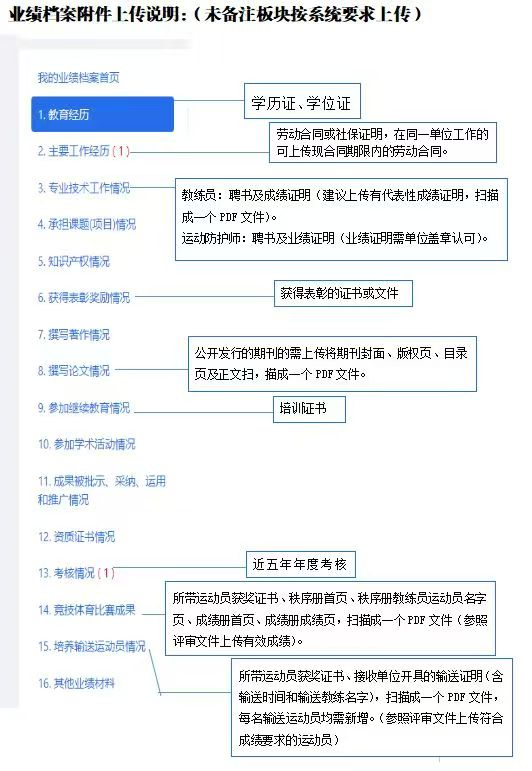 业绩档案附件上传说明：（未备注板块按系统要求上传）
我的业绩档案首页
1. 教育经历
学历证、学位证
2. 主要工作经历 ( 1 )
劳动合同或社保证明，在同一单位工作的
可上传现合同期限内的劳动合同。
3. 专业技术工作情况
教练员：聘书及成绩证明（建议上传有代表性成绩证明，扫描
成一个 PDF 文件）。
运动防护师：聘书及业绩证明（业绩证明需单位盖章认可）。
4. 承担课题(项目)情况
5. 知识产权情况
6. 获得表彰奖励情况
获得表彰的证书或文件
7. 撰写著作情况
8. 撰写论文情况
公开发行的期刊的需上传将期刊封面、版权页、目录
页及正文扫，描成一个 PDF 文件。
9. 参加继续教育情况
培训证书
10. 参加学术活动情况
11. 成果被批示、采纳、运用
和推广情况
12. 资质证书情况
13. 考核情况 ( 1 )
近五年年度考核
14. 竞技体育比赛成果
所带运动员获奖证书、秩序册首页、秩序册教练员运动员名字
页、成绩册首页、成绩册成绩页，扫描成一个 PDF 文件（参照
评审文件上传有效成绩）。
15. 培养输送运动员情况
所带运动员获奖证书、接收单位开具的输送证明（含
输送时间和输送教练名字），扫描成一个 PDF 文件，
每名输送运动员均需新增。（参照评审文件上传符合
成绩要求的运动员）
16. 其他业绩材料